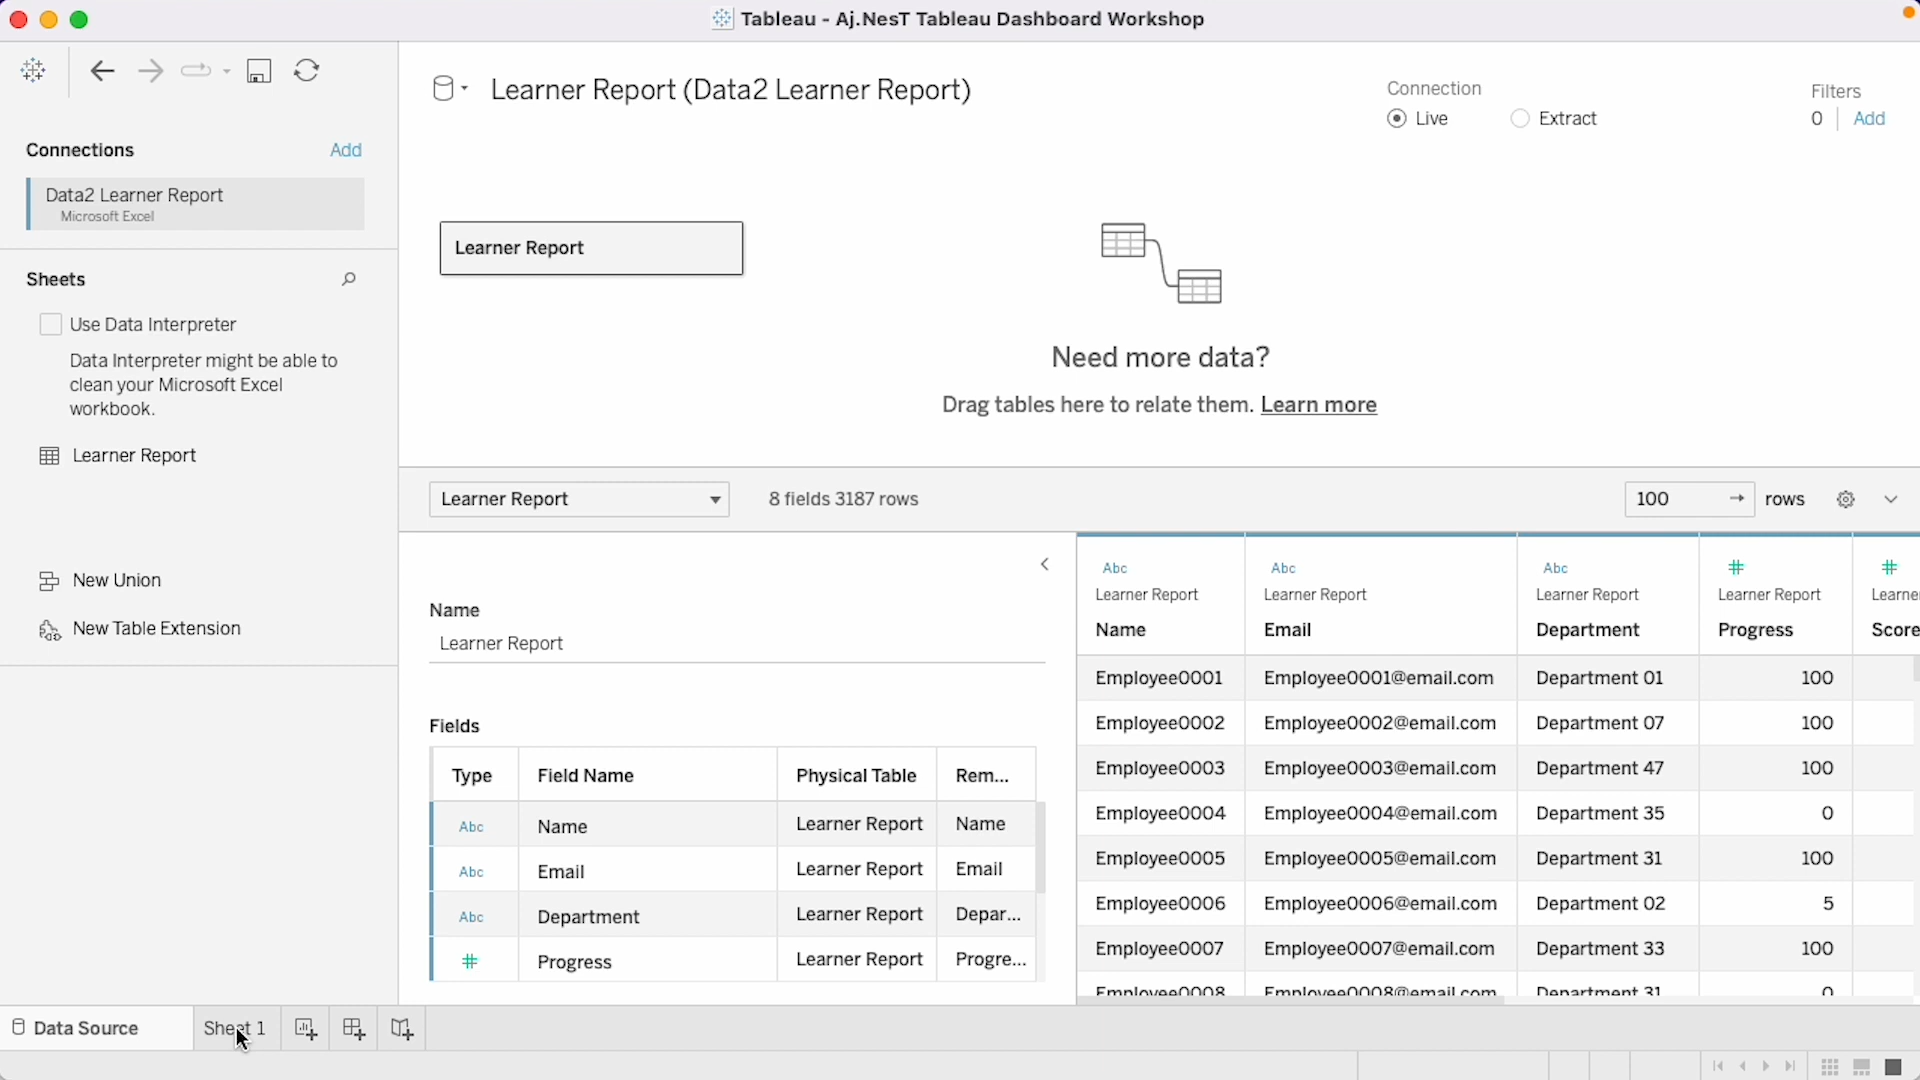 Tableau - Aj.NesT Tableau Dashboard Workshop
Connections Add
Data2 Learner Report
Microsoft Excel
Sheets
Use Data Interpreter
Data Interpreter might be able to
clean your Microsoft Excel
workbook.
Learner Report
New Union
New Table Extension
Learner Report (Data2 Learner Report)
Connection
Live Extract
Filters
0 Add
Learner Report
Need more data?
Drag tables here to relate them. Learn more
Learner Report 8 fields 3187 rows 100 rows
Name
Learner Report
Fields
Type Field Name Physical Table Rem...
Abc Name Learner Report Name
Abc Email Learner Report Email
Abc Department Learner Report Depar...
# Progress Learner Report Progre...
Abc Abc Abc # #
Learner Report Learner Report Learner Report Learner Report Learne
Name Email Department Progress Score
Employee0001 Employee0001@email.com Department 01 100
Employee0002 Employee0002@email.com Department 07 100
Employee0003 Employee0003@email.com Department 47 100
Employee0004 Employee0004@email.com Department 35 0
Employee0005 Employee0005@email.com Department 31 100
Employee0006 Employee0006@email.com Department 02 5
Employee0007 Employee0007@email.com Department 33 100
Employee0008 Employee0008@email.com Department 31 0
Data Source Sheet 1